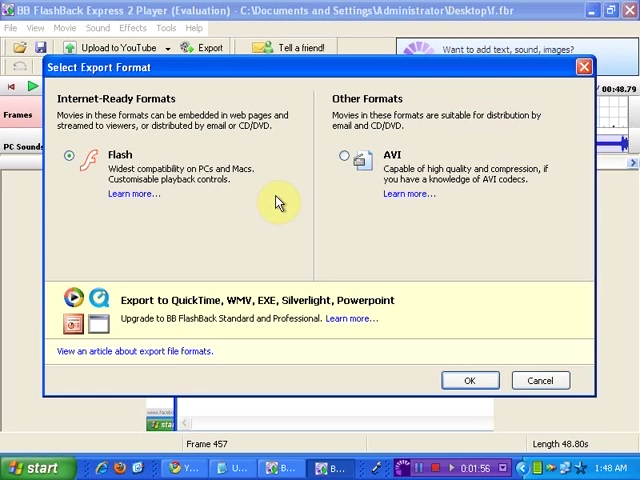 BB FlashBack Express 2 Player (Evaluation) - C:\Documents and Settings\Administrator\Desktop\f.fbr
File View Movie Sound Effects Tools Help
Upload to YouTube Export Tell a friend! Want to add text, sound, images?
/ 00:48.79
Frames
PC Sounds
Select Export Format
Internet-Ready Formats
Movies in these formats can be embedded in web pages and
streamed to viewers, or distributed by email or CD/DVD.
Flash
Widest compatibility on PCs and Macs.
Customisable playback controls.
Learn more...
Other Formats
Movies in these formats are suitable for distribution by
email and CD/DVD.
AVI
Capable of high quality and compression, if
you have a knowledge of AVI codecs.
Learn more...
Export to QuickTime, WMV, EXE, Silverlight, Powerpoint
Upgrade to BB FlashBack Standard and Professional. Learn more...
View an article about export file formats.
OK Cancel
start
Frame 457 Length 48.80s
start Y... U... B... B... 0:01:56 1:48 AM